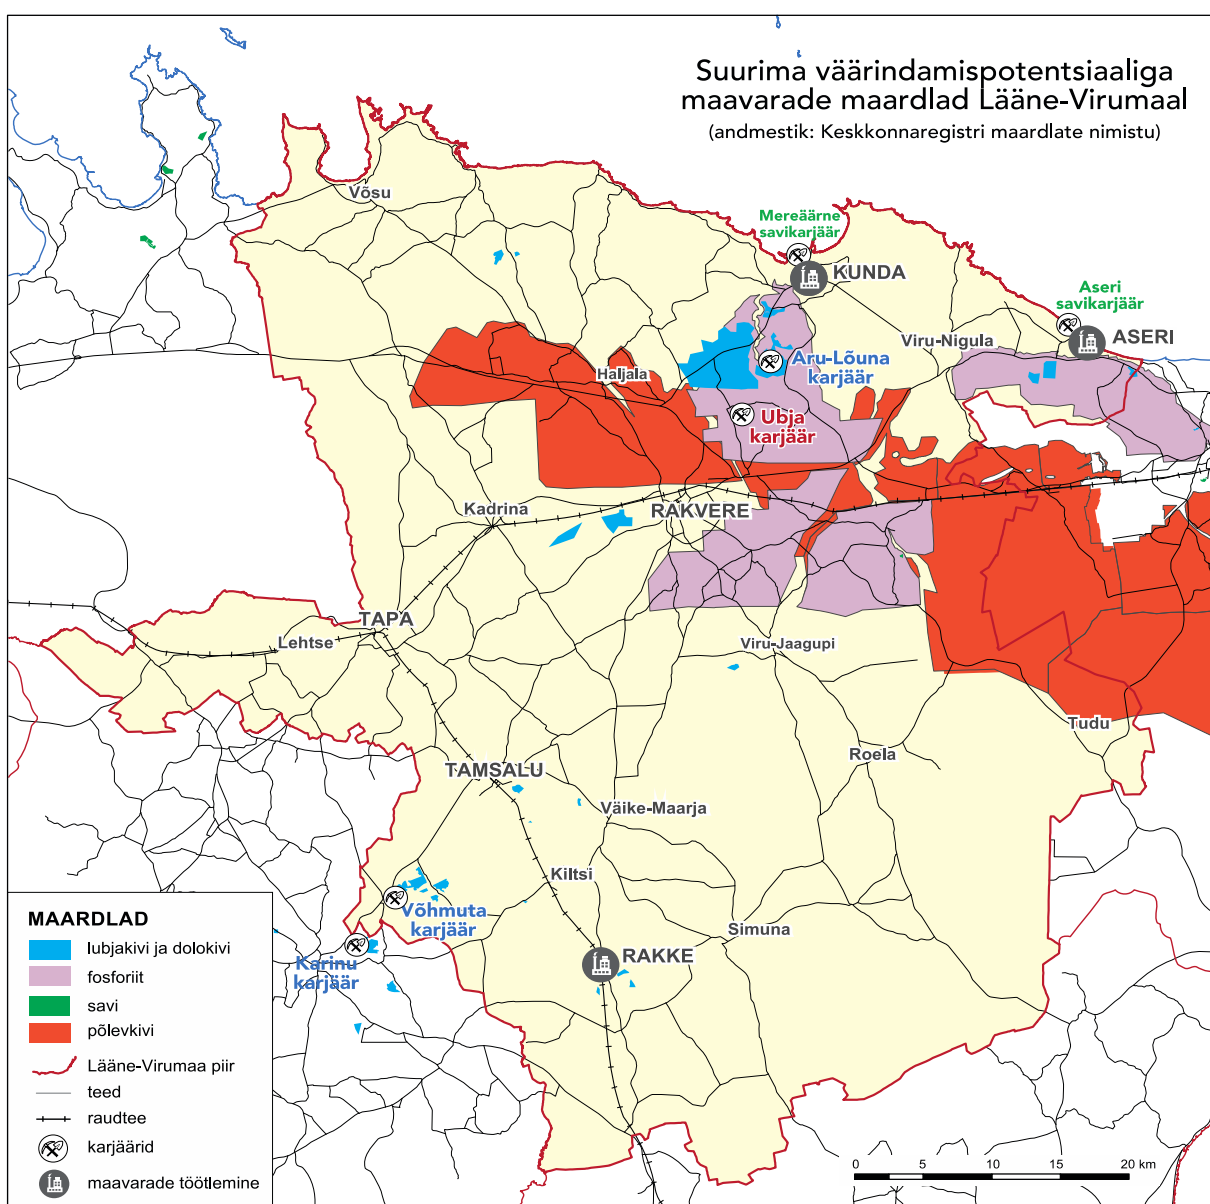 Suurima väärindamispotentsiaaliga
maavarade maardlad Lääne-Virumaal
(andmestik: Keskkonnaregistri maardlate nimistu)
Võsu
Mereäärne
savikarjäär
KUNDA
Aseri
savikarjäär
ASERI
Viru-Nigula
Haljala
Aru-Lõuna
karjäär
Ubja
karjäär
Kadrina
RAKVERE
TAPA
Lehtse
Viru-Jaagupi
Tudu
Roela
TAMSALU
Väike-Maarja
Kiltsi
Võhmuta
karjäär
Simuna
Karinu
karjäär
RAKKE
MAARDLAD
lubjakivi ja dolokivi
fosforiit
savi
põlevkivi
Lääne-Virumaa piir
teed
raudtee
karjäärid
maavarade töötlemine
0 5 10 15 20 km